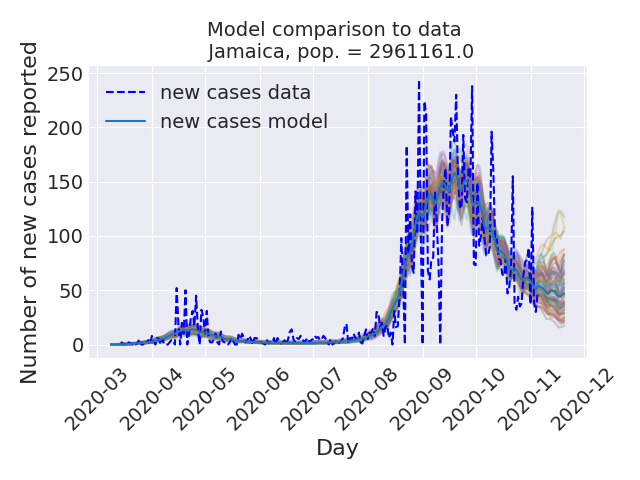 Model comparison to data
Jamaica, pop. = 2961161.0
Number of new cases reported
250
200
150
100
50
0
new cases data
new cases model
2020-03
2020-04
2020-05
2020-06
2020-07
2020-08
2020-09
2020-10
2020-11
2020-12
Day